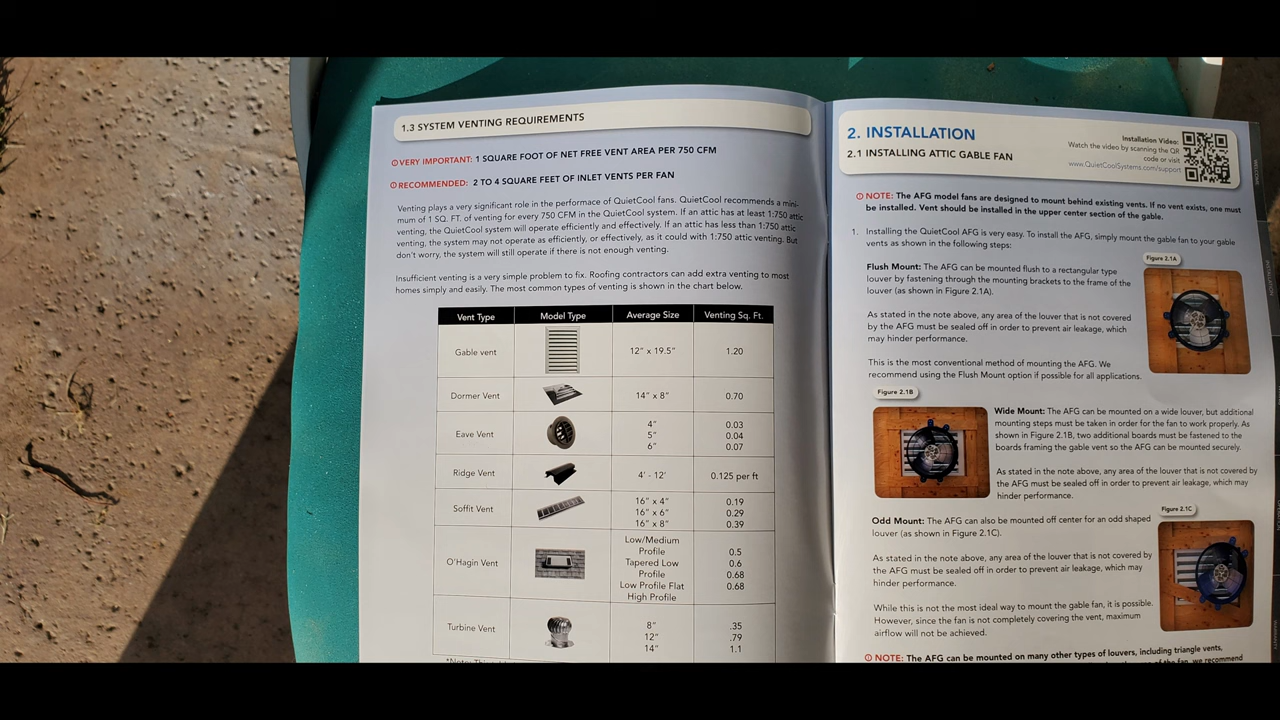 1.3 SYSTEM VENTING REQUIREMENTS
VERY IMPORTANT: 1 SQUARE FOOT OF NET FREE VENT AREA PER 750 CFM
RECOMMENDED: 2 TO 4 SQUARE FEET OF INLET VENTS PER FAN
Venting plays a very significant role in the performace of QuietCool fans. QuietCool recommends a mini-
mum of 1 SQ. FT. of venting for every 750 CFM in the QuietCool system. If an attic has at least 1:750 attic
venting, the QuietCool system will operate efficiently and effectively. If an attic has less than 1:750 attic
venting, the system may not operate as efficiently, or effectively, as it could with 1:750 attic venting. But
don't worry, the system will still operate if there is not enough venting.
Insufficient venting is a very simple problem to fix. Roofing contractors can add extra venting to most
homes simply and easily. The most common types of venting is shown in the chart below.
Vent Type Model Type Average Size Venting Sq. Ft.
Gable vent 12" x 19.5" 1.20
Dormer Vent 14" x 8" 0.70
Eave Vent
4" 0.03
5" 0.04
6" 0.07
Ridge Vent 4' - 12' 0.125 per ft
Soffit Vent
16" x 4" 0.19
16" x 6" 0.29
16" x 8" 0.39
O'Hagin Vent
Low/Medium
Profile 0.5
Tapered Low 0.6
Profile 0.68
Low Profile Flat 0.68
High Profile
Turbine Vent
8" .35
12" .79
14" 1.1
2. INSTALLATION
2.1 INSTALLING ATTIC GABLE FAN
Installation Video:
Watch the video by scanning the QR
code or visit
www.QuietCoolSystems.com/support
NOTE: The AFG model fans are designed to mount behind existing vents. If no vent exists, one must
be installed. Vent should be installed in the upper center section of the gable.
1. Installing the QuietCool AFG is very easy. To install the AFG, simply mount the gable fan to your gable
vents as shown in the following steps:
Figure 2.1A
Flush Mount: The AFG can be mounted flush to a rectangular type
louver by fastening through the mounting brackets to the frame of the
louver (as shown in Figure 2.1A).
As stated in the note above, any area of the louver that is not covered
by the AFG must be sealed off in order to prevent air leakage, which
may hinder performance.
This is the most conventional method of mounting the AFG. We
recommend using the Flush Mount option if possible for all applications.
Figure 2.1B
Wide Mount: The AFG can be mounted on a wide louver, but additional
mounting steps must be taken in order for the fan to work properly. As
shown in Figure 2.1B, two additional boards must be fastened to the
boards framing the gable vent so the AFG can be mounted securely.
As stated in the note above, any area of the louver that is not covered by
the AFG must be sealed off in order to prevent air leakage, which may
hinder performance.
Figure 2.1C
Odd Mount: The AFG can also be mounted off center for an odd shaped
louver (as shown in Figure 2.1C).
As stated in the note above, any area of the louver that is not covered by
the AFG must be sealed off in order to prevent air leakage, which may
hinder performance.
While this is not the most ideal way to mount the gable fan, it is possible.
However, since the fan is not completely covering the vent, maximum
airflow will not be achieved.
NOTE: The AFG can be mounted on many other types of louvers, including triangle vents,